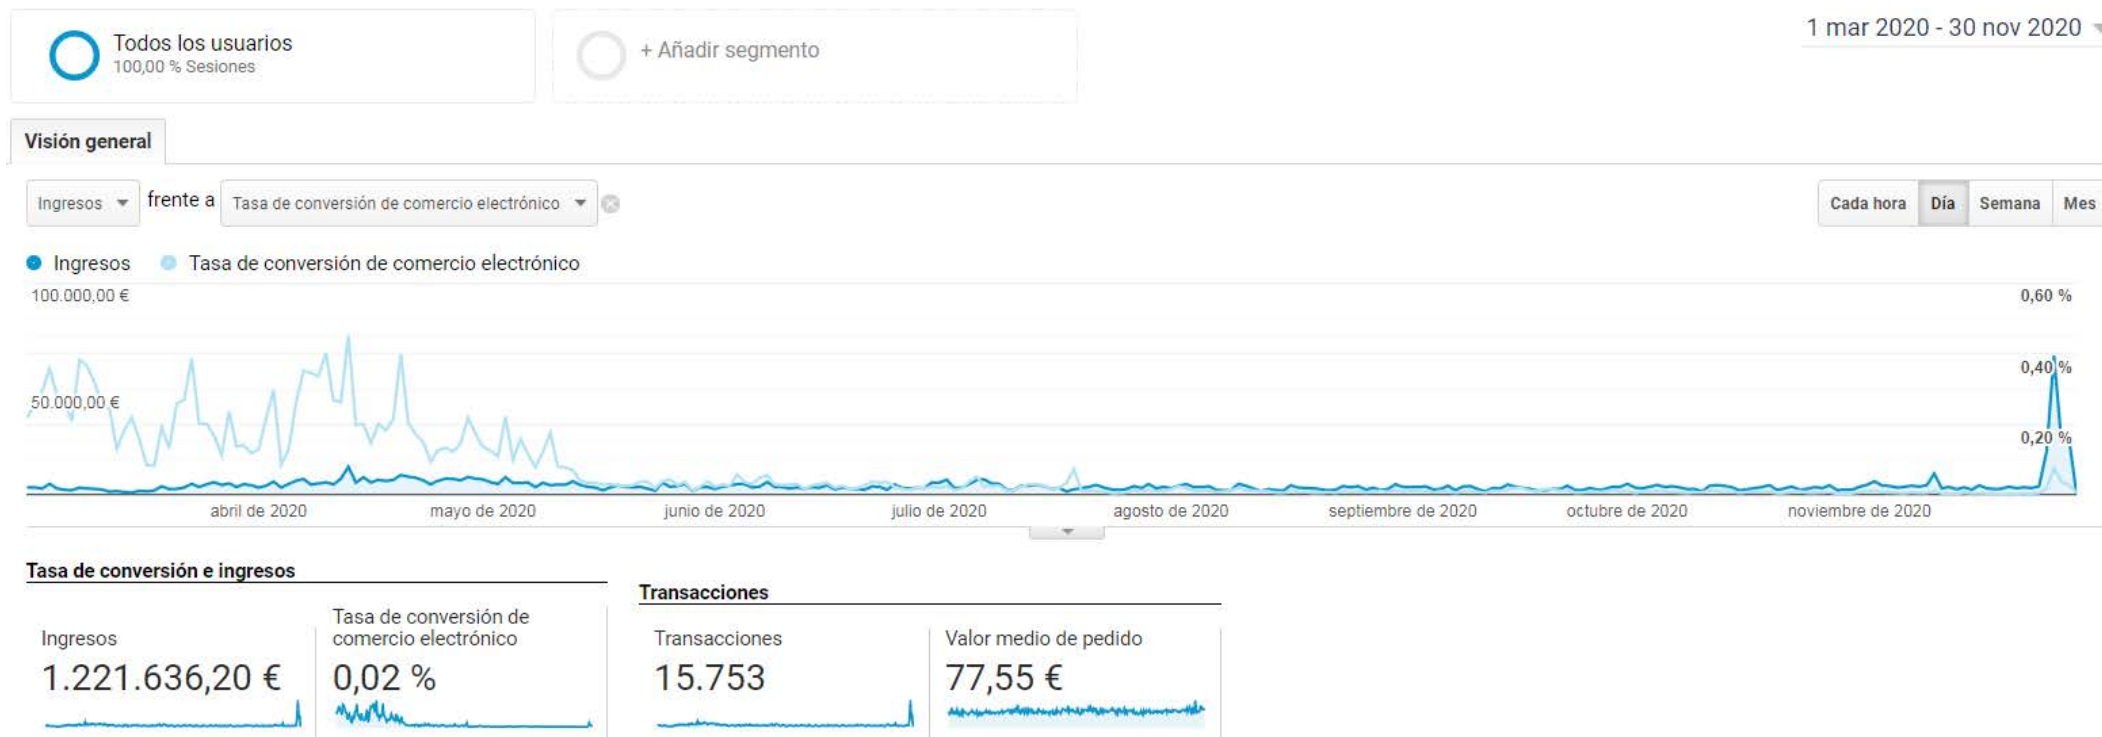 Todos los usuarios
100,00 % Sesiones
+ Añadir segmento
1 mar 2020 - 30 nov 2020
Visión general
Ingresos
frente a
Tasa de conversión de comercio electrónico
Cada hora
Día
Semana
Mes
Ingresos
Tasa de conversión de comercio electrónico
100.000,00 €
0,60 %
0,40 %
50.000,00 €
0,20 %
abril de 2020
mayo de 2020
junio de 2020
julio de 2020
agosto de 2020
septiembre de 2020
octubre de 2020
noviembre de 2020
Tasa de conversión e ingresos
Ingresos
1.221.636,20 €
Tasa de conversión de
comercio electrónico
0,02 %
Transacciones
Transacciones
15.753
Valor medio de pedido
77,55 €